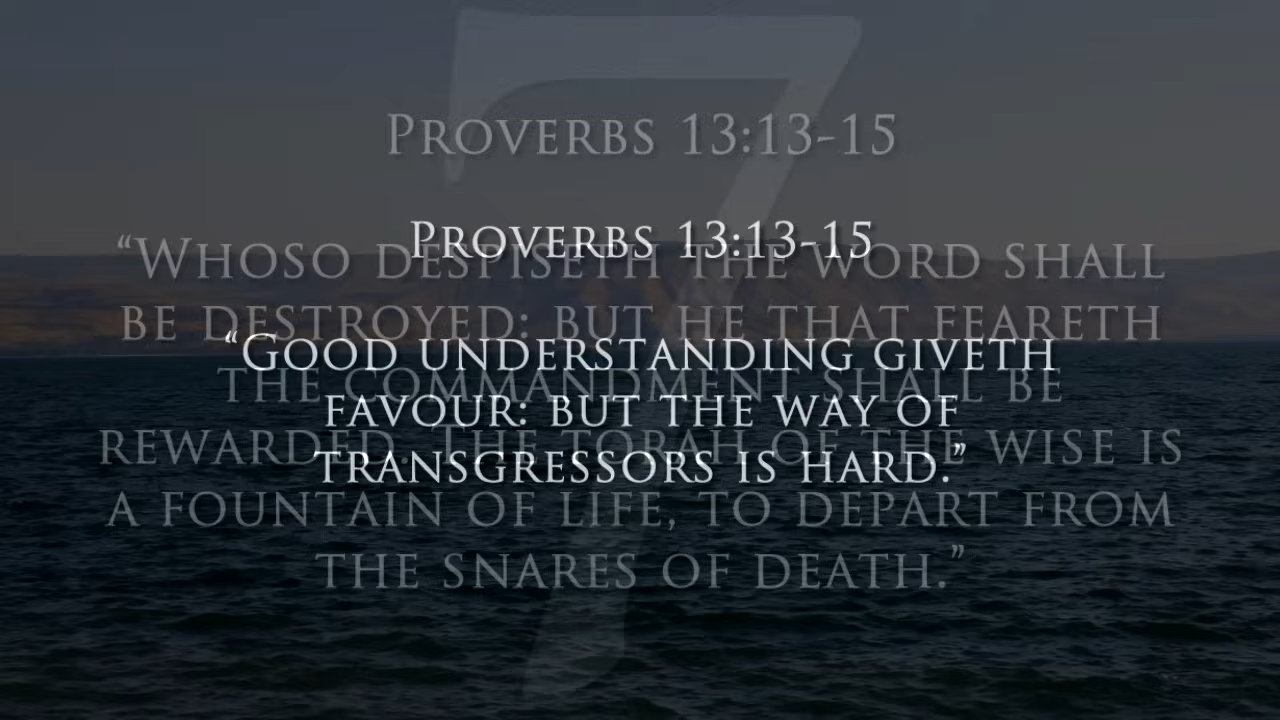 7
Proverbs 13:13-15
Proverbs 13:13-15
“Whoso despiseth the word shall
be destroyed: but he that feareth
the commandment shall be
rewarded. The Torah of the wise is
a fountain of life, to depart from
the snares of death.”
“Good understanding giveth
favour: but the way of
transgressors is hard.”